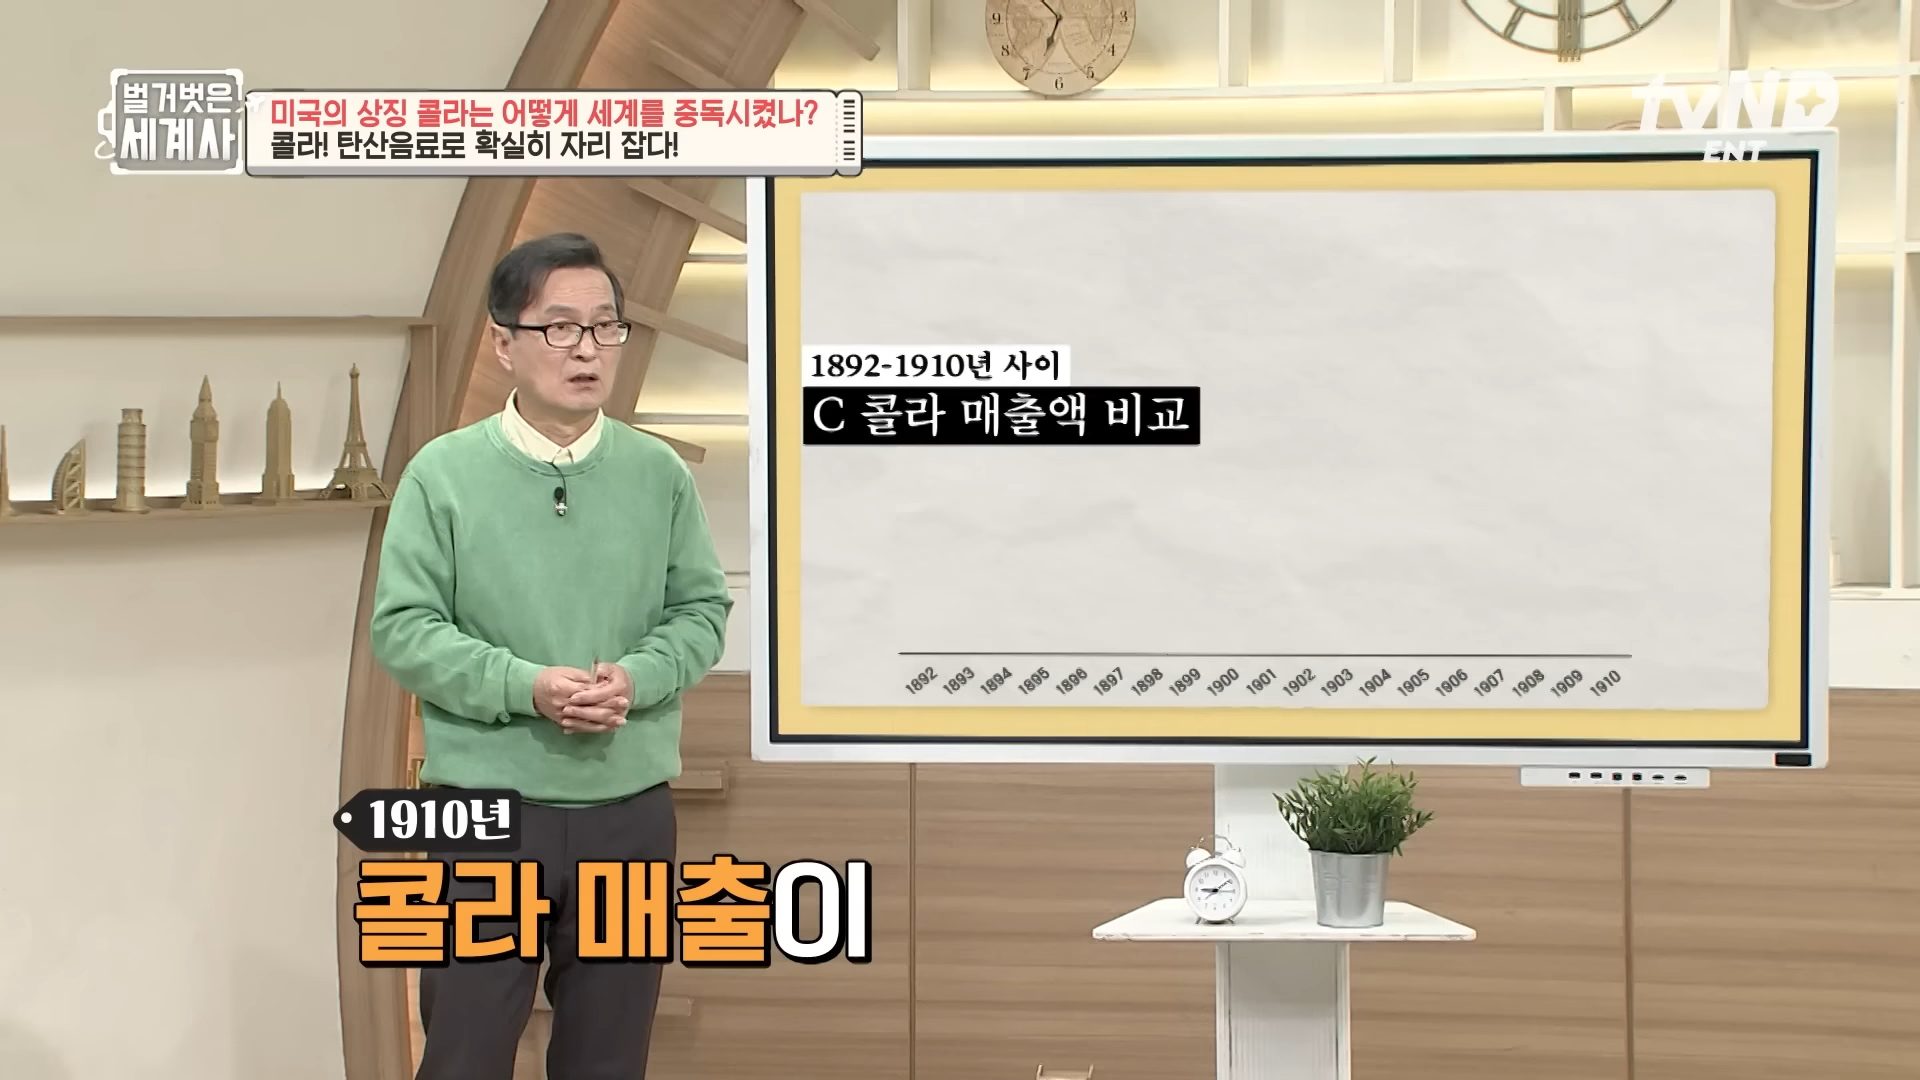 벌거벗은
세계사
미국의 상징 콜라는 어떻게 세계를 중독시켰나?
콜라! 탄산음료로 확실히 자리 잡다!
tvND
ENT
1892-1910년 사이
C 콜라 매출액 비교
1892 1893 1894 1895 1896 1897 1898 1899 1900 1901 1902 1903 1904 1905 1906 1907 1908 1909 1910
1910년
콜라 매출이